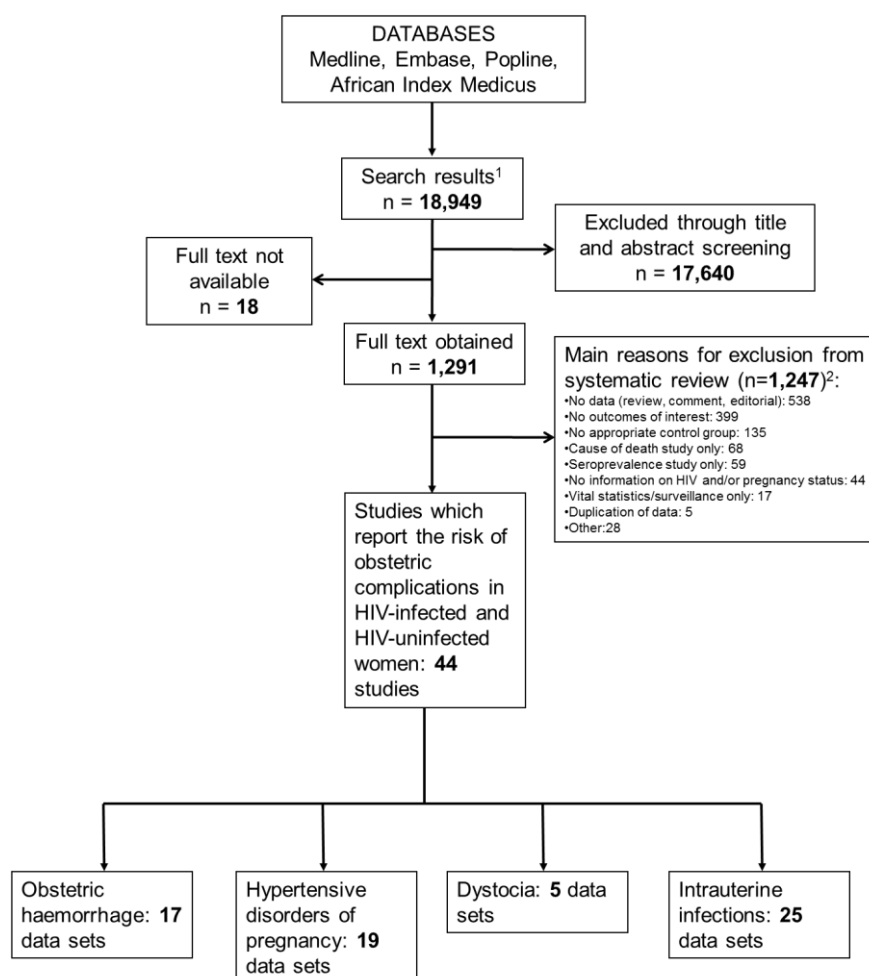 DATABASES
Medline, Embase, Popline,
African Index Medicus
Search results¹
n = 18,949
Excluded through title
and abstract screening
n = 17,640
Full text not
available
n = 18
Full text obtained
n = 1,291
Main reasons for exclusion from
systematic review (n=1,247)²:
•No data (review, comment, editorial): 538
•No outcomes of interest: 399
•No appropriate control group: 135
•Cause of death study only: 68
•Seroprevalence study only: 59
•No information on HIV and/or pregnancy status: 44
•Vital statistics/surveillance only: 17
•Duplication of data: 5
•Other:28
Studies which
report the risk of
obstetric
complications in
HIV-infected and
HIV-uninfected
women: 44
studies
Obstetric
haemorrhage: 17
data sets
Hypertensive
disorders of
pregnancy: 19
data sets
Dystocia: 5 data
sets
Intrauterine
infections: 25
data sets